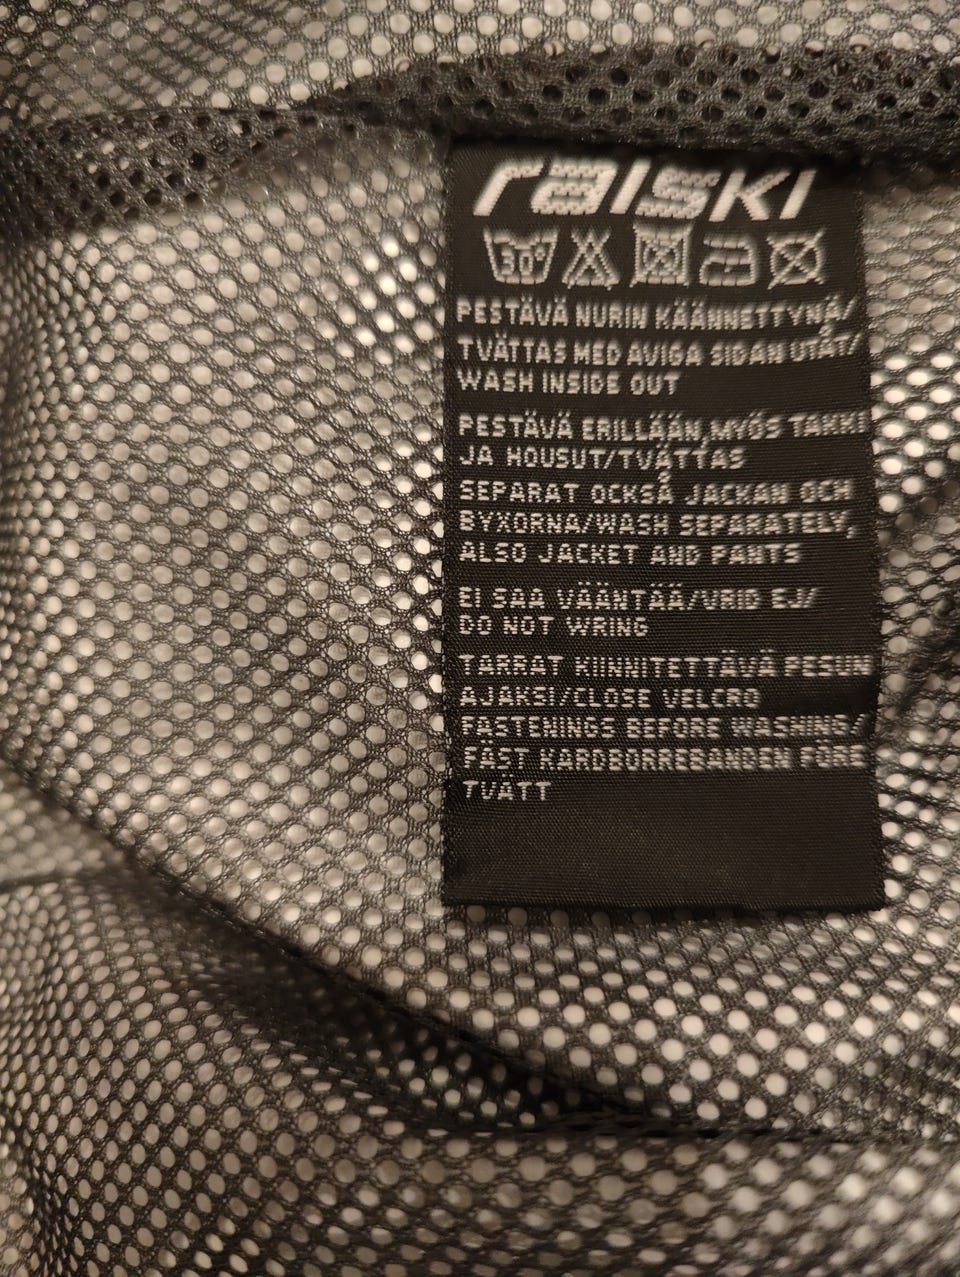 raiski
30°
PESTÄVÄ NURIN KÄÄNNETTYNÄ/
TVÄTTAS MED AVIGA SIDAN UTÅT/
WASH INSIDE OUT
PESTÄVÄ ERILLÄÄN, MYÖS TAKKI
JA HOUSUT/TVÄTTAS
SEPARAT OCKSÅ JACKAN OCH
BYXORNA/WASH SEPARATELY,
ALSO JACKET AND PANTS
EI SAA VÄÄNTÄÄ/VRID EJ/
DO NOT WRING
TARRAT KIINNITETTÄVÄ PESUN
AJAKSI/CLOSE VELCRO
FASTENINGS BEFORE WASHING/
FÄST KARDBORREBANDEN FÖRE
TVÄTT